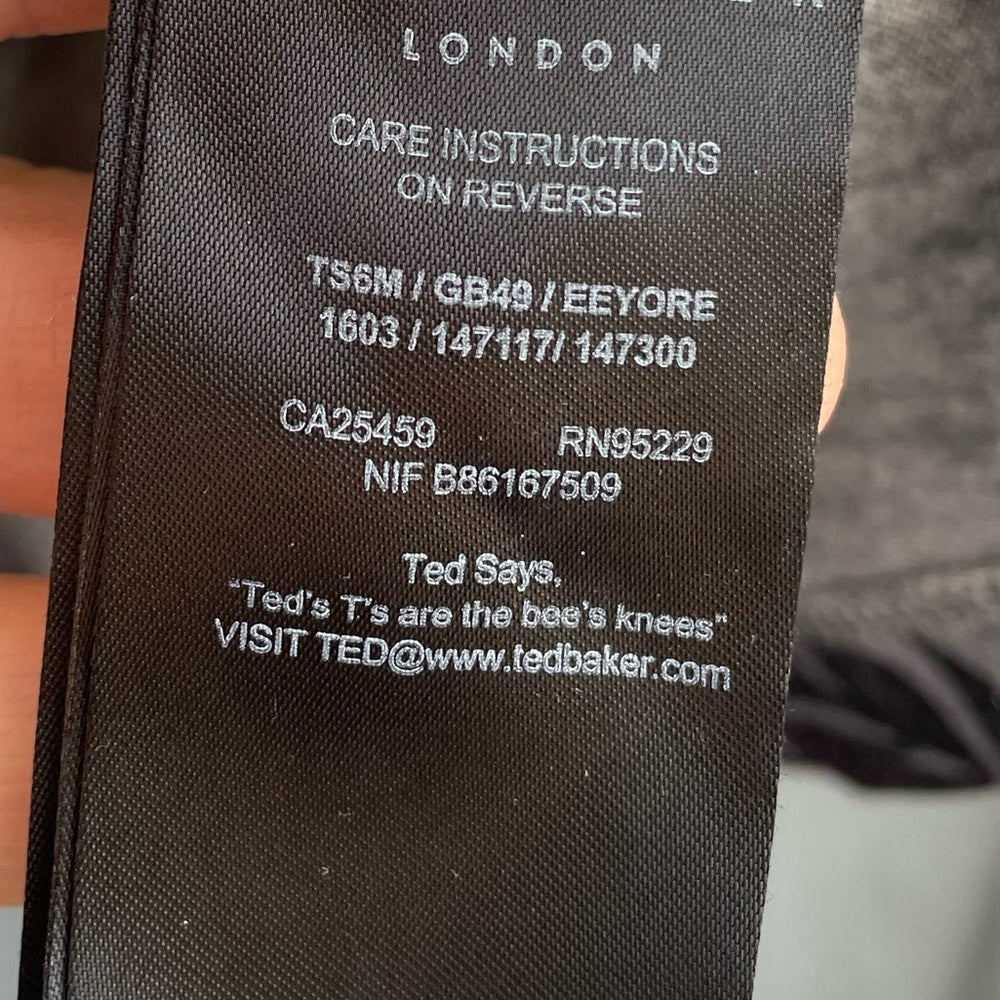 LONDON
CARE INSTRUCTIONS
ON REVERSE
TS6M / GB49 / EEYORE
1603 / 147117/ 147300
CA25459 RN95229
NIF B86167509
Ted Says,
"Ted's T's are the bee's knees"
VISIT TED@www.tedbaker.com